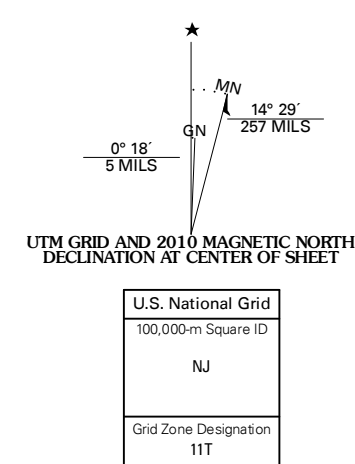 ★
MN
GN
14° 29´
257 MILS
0° 18´
5 MILS
UTM GRID AND 2010 MAGNETIC NORTH
DECLINATION AT CENTER OF SHEET
U.S. National Grid
100,000-m Square ID
NJ
Grid Zone Designation
11T